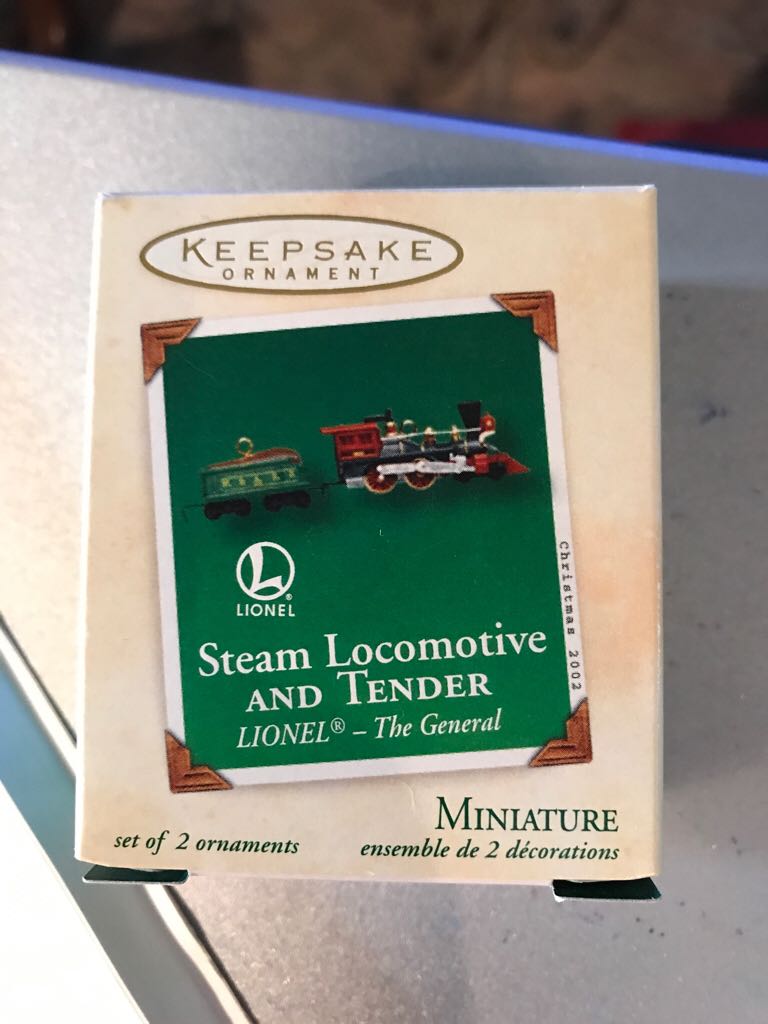 KEEPSAKE
ORNAMENT
LIONEL®
Christmas 2002
Steam Locomotive
AND TENDER
LIONEL® – The General
MINIATURE
set of 2 ornaments
ensemble de 2 décorations